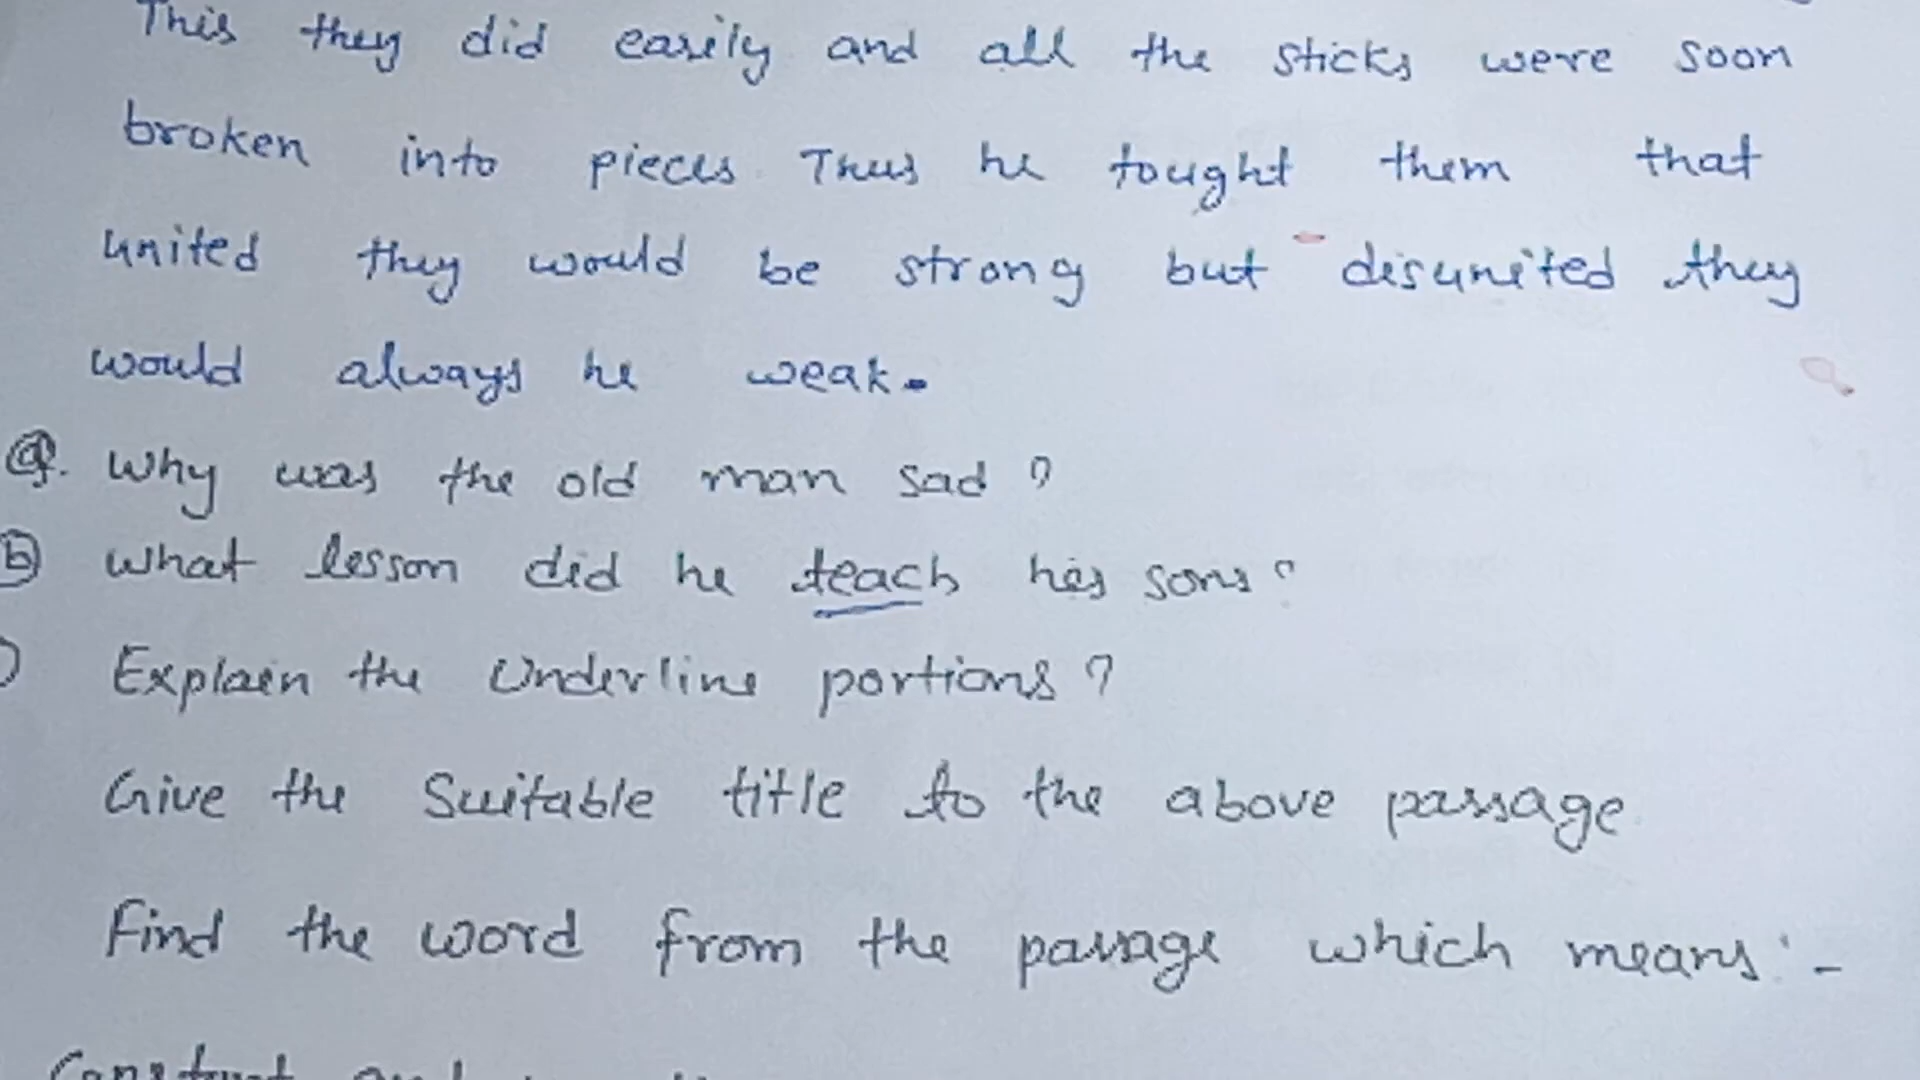 This they did easily and all the sticks were soon
broken into pieces Thus he tought them that
united they would be strong but disunited they
would always he weak.
a. Why was the old man sad ?
b What lesson did he teach his sons?
Explain the Underline portions ?
Give the Suitable title to the above passage
Find the word from the passage which means :-